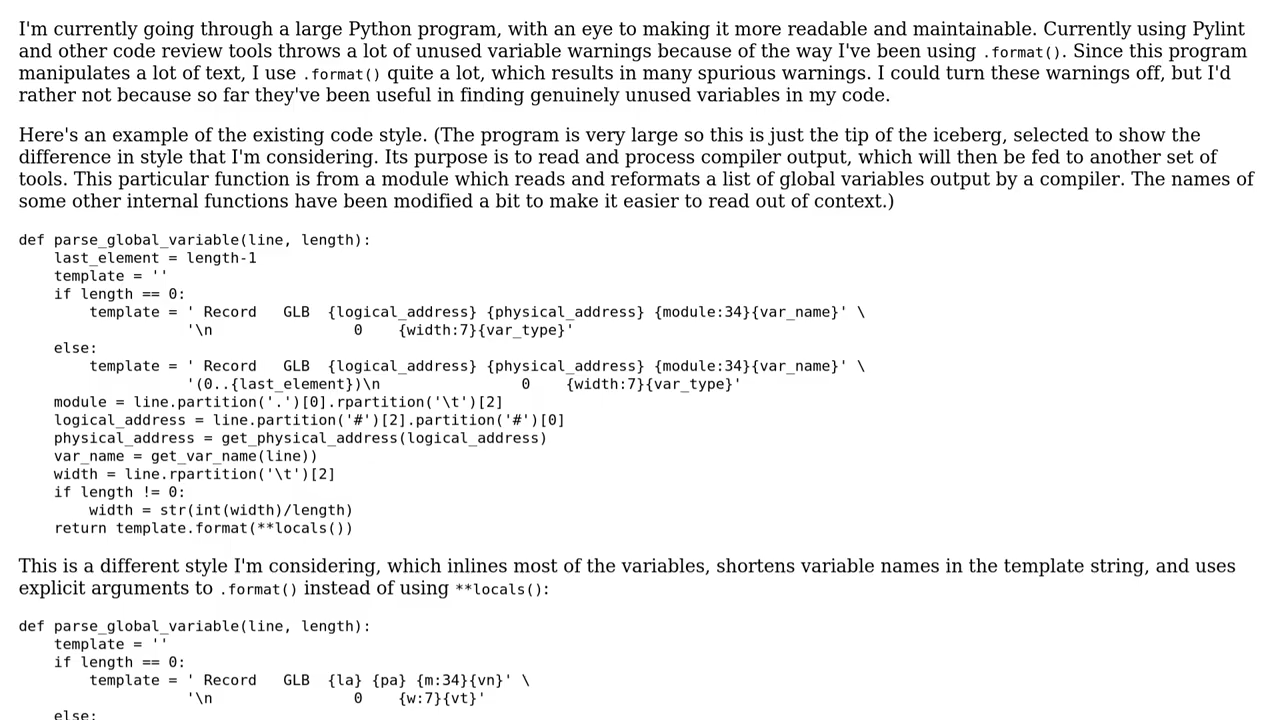 I'm currently going through a large Python program, with an eye to making it more readable and maintainable. Currently using Pylint
and other code review tools throws a lot of unused variable warnings because of the way I've been using .format(). Since this program
manipulates a lot of text, I use .format() quite a lot, which results in many spurious warnings. I could turn these warnings off, but I'd
rather not because so far they've been useful in finding genuinely unused variables in my code.
Here's an example of the existing code style. (The program is very large so this is just the tip of the iceberg, selected to show the
difference in style that I'm considering. Its purpose is to read and process compiler output, which will then be fed to another set of
tools. This particular function is from a module which reads and reformats a list of global variables output by a compiler. The names of
some other internal functions have been modified a bit to make it easier to read out of context.)
def parse_global_variable(line, length):
    last_element = length-1
    template = ''
    if length == 0:
        template = ' Record   GLB  {logical_address} {physical_address} {module:34}{var_name}' \
                   '\n                0    {width:7}{var_type}'
    else:
        template = ' Record   GLB  {logical_address} {physical_address} {module:34}{var_name}' \
                   '(0..{last_element})\n                0    {width:7}{var_type}'
    module = line.partition('.')[0].rpartition('\t')[2]
    logical_address = line.partition('#')[2].partition('#')[0]
    physical_address = get_physical_address(logical_address)
    var_name = get_var_name(line))
    width = line.rpartition('\t')[2]
    if length != 0:
        width = str(int(width)/length)
    return template.format(**locals())
This is a different style I'm considering, which inlines most of the variables, shortens variable names in the template string, and uses
explicit arguments to .format() instead of using **locals():
def parse_global_variable(line, length):
    template = ''
    if length == 0:
        template = ' Record   GLB  {la} {pa} {m:34}{vn}' \
                   '\n                0    {w:7}{vt}'
    else: